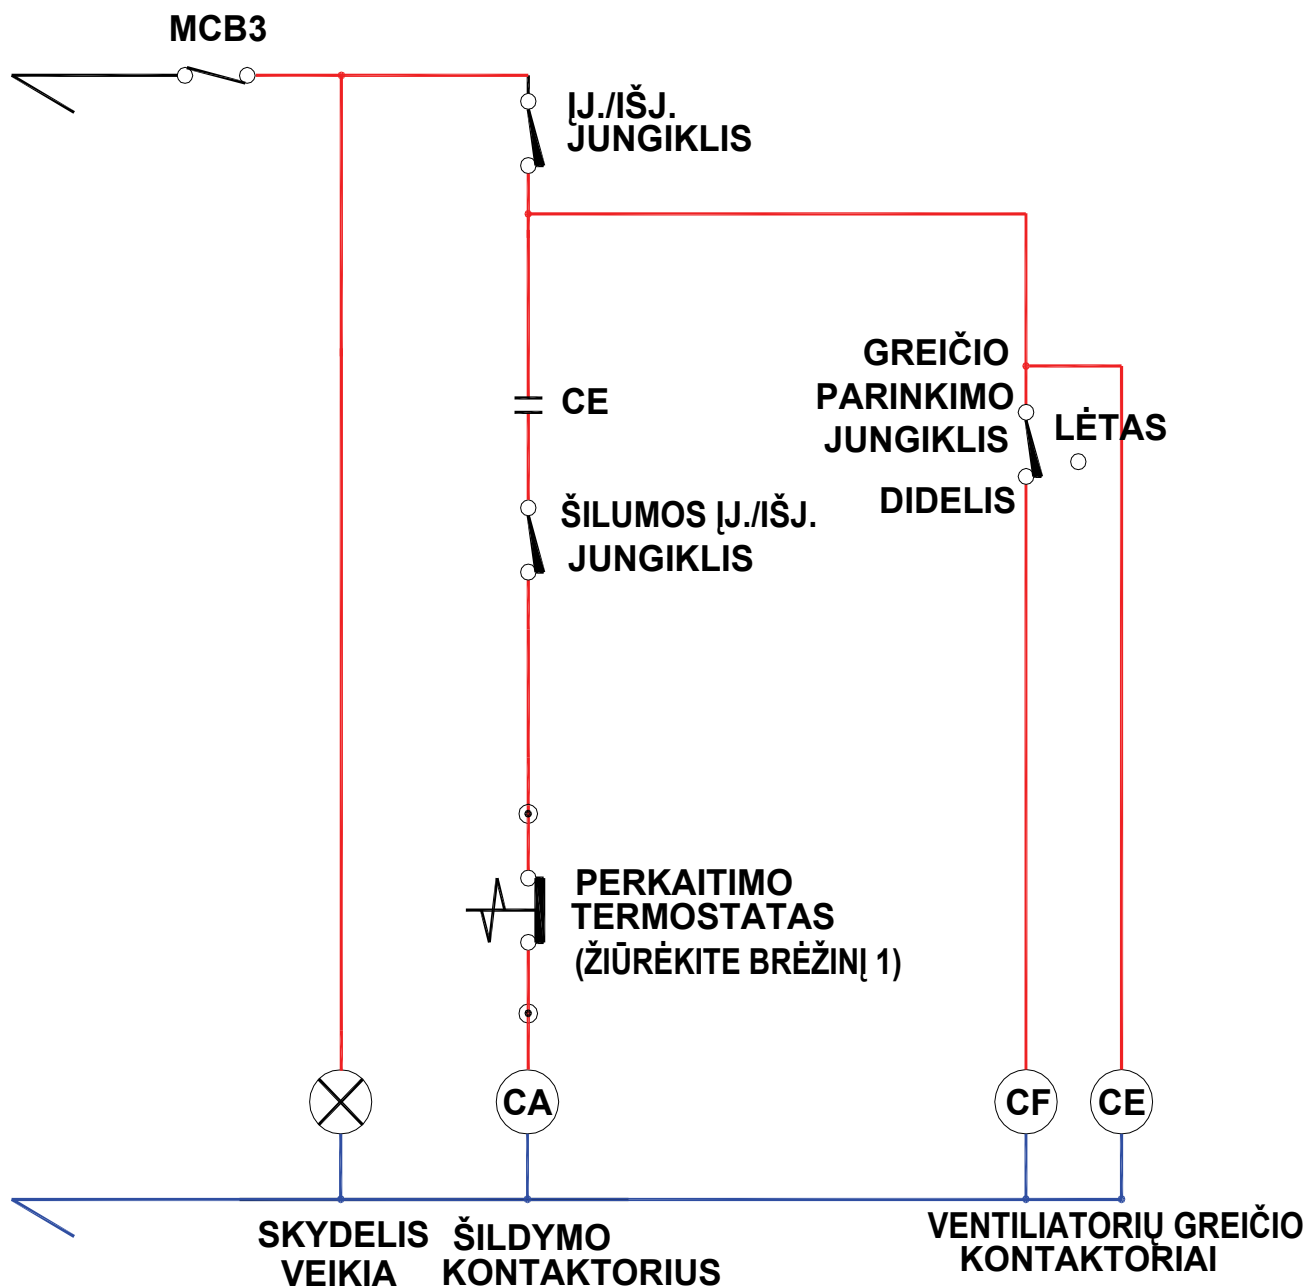 MCB3
ĮJ./IŠJ.
JUNGIKLIS
GREIČIO
PARINKIMO
JUNGIKLIS
LĖTAS
DIDELIS
CE
ŠILUMOS ĮJ./IŠJ.
JUNGIKLIS
PERKAITIMO
TERMOSTATAS
(ŽIŪRĖKITE BRĖŽINĮ 1)
CA
CF
CE
SKYDELIS
VEIKIA
ŠILDYMO
KONTAKTORIUS
VENTILIATORIŲ GREIČIO
KONTAKTORIAI